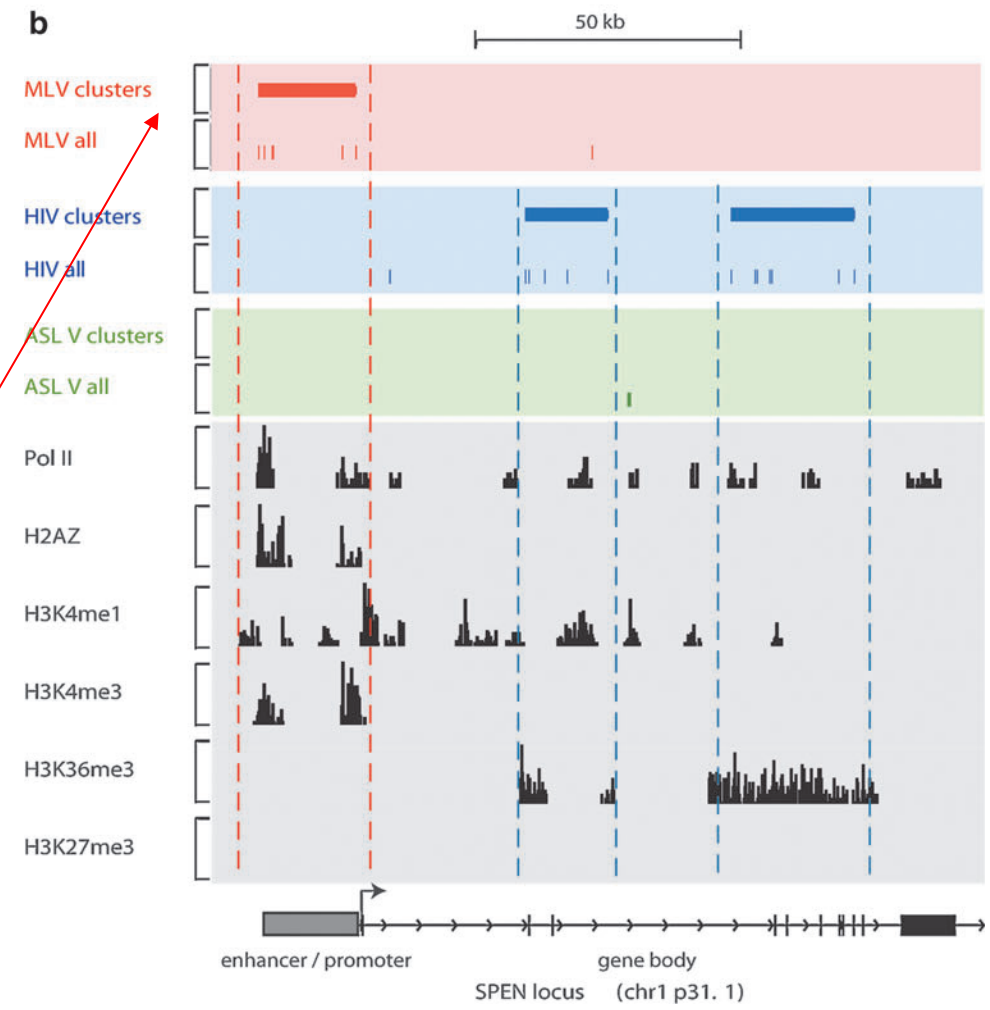 b
50 kb
MLV clusters
MLV all
HIV clusters
HIV all
ASL V clusters
ASL V all
Pol II
H2AZ
H3K4me1
H3K4me3
H3K36me3
H3K27me3
enhancer / promoter gene body
SPEN locus (chr1 p31. 1)